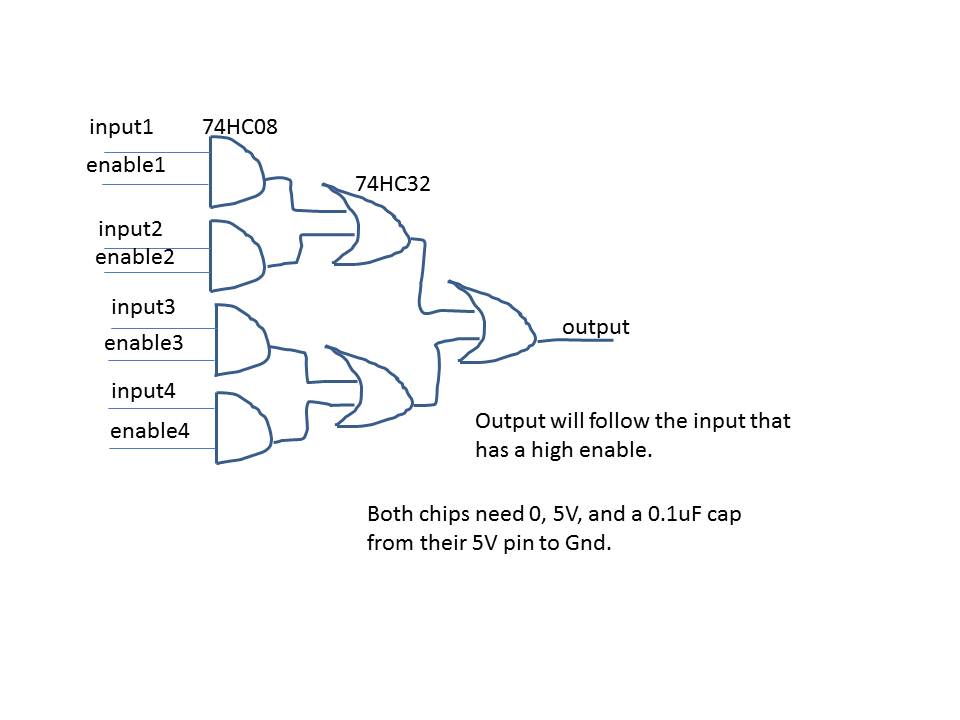 input1
74HC08
enable1
74HC32
input2
enable2
input3
enable3
output
input4
enable4
Output will follow the input that
has a high enable.
Both chips need 0, 5V, and a 0.1uF cap
from their 5V pin to Gnd.